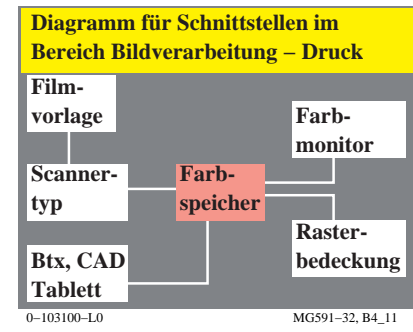 Diagramm für Schnittstellen im
Bereich Bildverarbeitung – Druck
Film-
vorlage
Farb-
monitor
Scanner-
typ
Farb-
speicher
Raster-
bedeckung
Btx, CAD
Tablett
0–103100–L0
MG591–32, B4_11